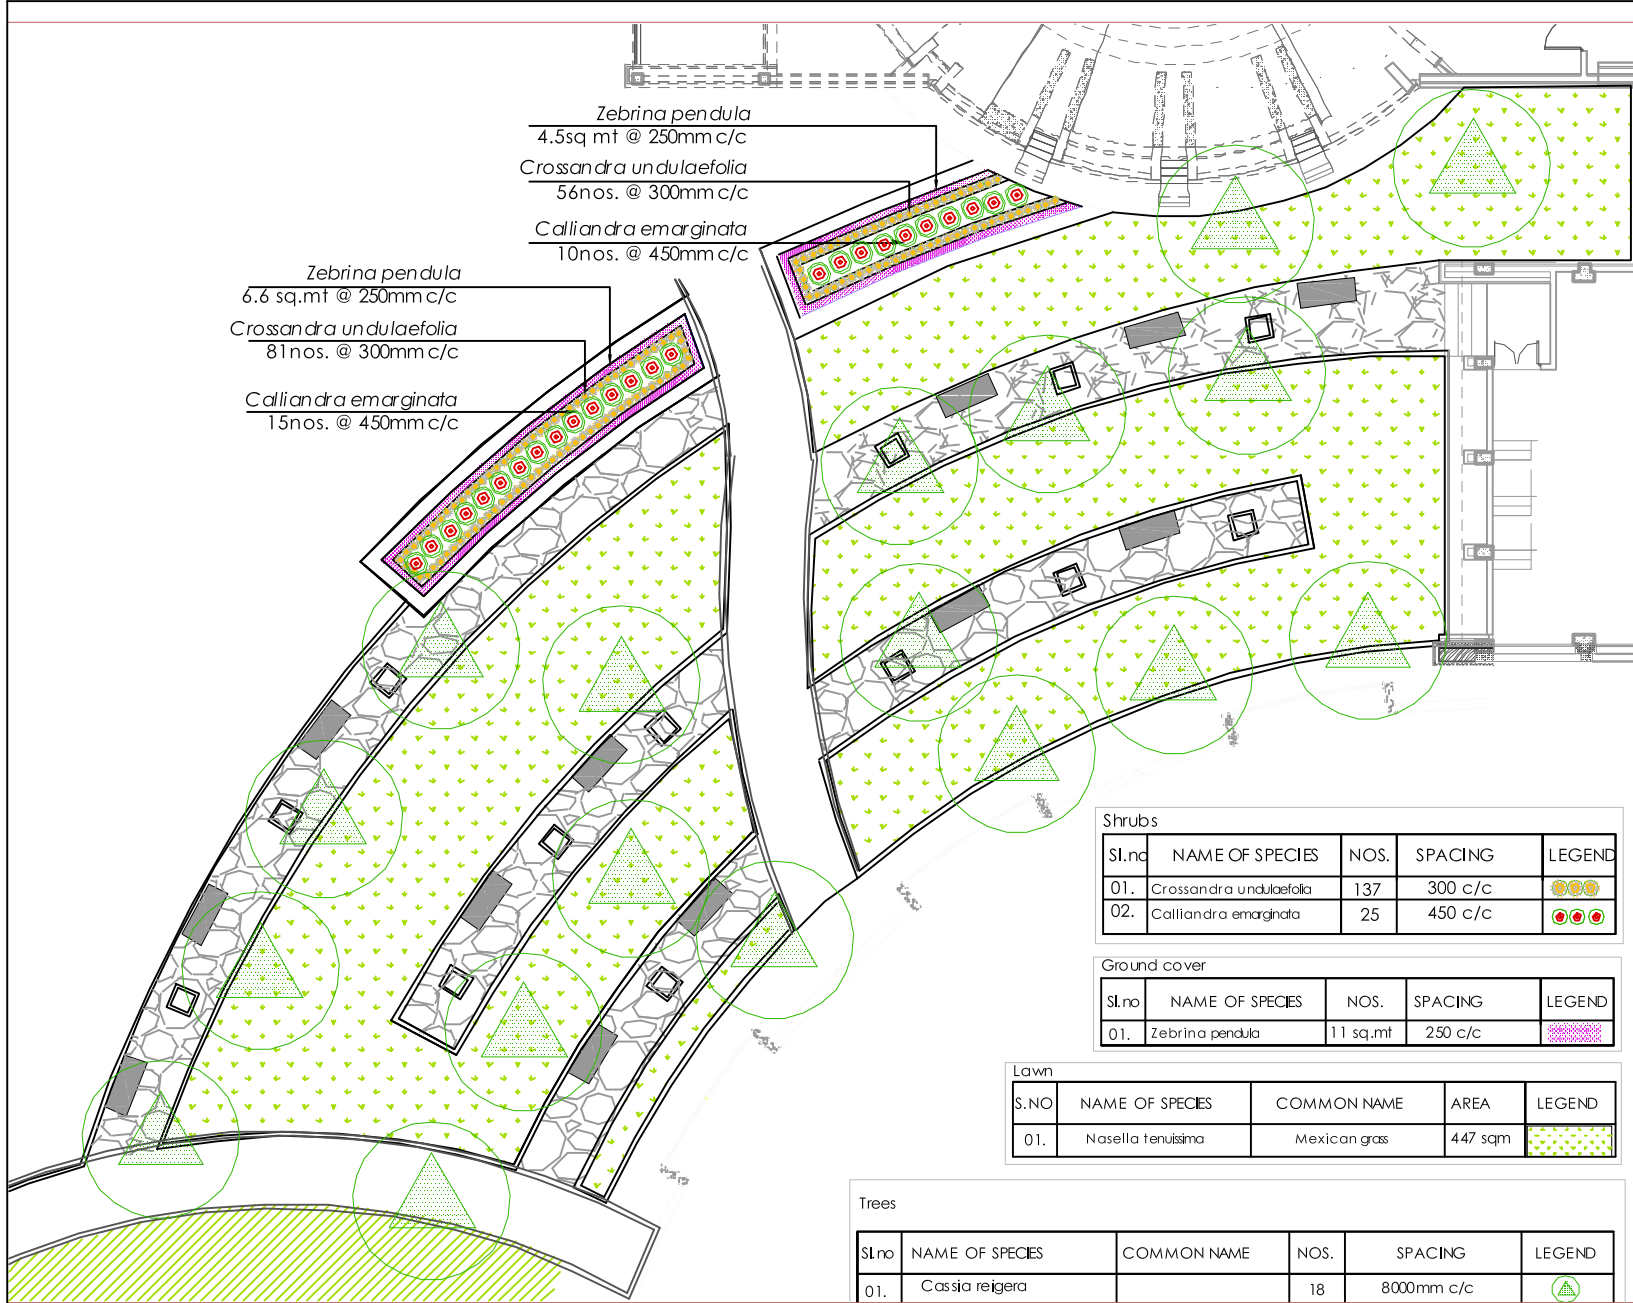 Zebrina pendula
4.5sq mt @ 250mm c/c
Crossandra undulaefolia
56nos. @ 300mm c/c
Calliandra emarginata
10nos. @ 450mm c/c
Zebrina pendula
6.6 sq.mt @ 250mm c/c
Crossandra undulaefolia
81nos. @ 300mm c/c
Calliandra emarginata
15nos. @ 450mm c/c
Shrubs
Sl.no NAME OF SPECIES NOS. SPACING LEGEND
01. Crossandra undulaefolia 137 300 c/c
02. Calliandra emarginata 25 450 c/c
Ground cover
Sl.no NAME OF SPECIES NOS. SPACING LEGEND
01. Zebrina pendula 11 sq.mt 250 c/c
Lawn
S.NO NAME OF SPECIES COMMON NAME AREA LEGEND
01. Nasella tenuissima Mexican grass 447 sqm
Trees
Sl.no NAME OF SPECIES COMMON NAME NOS. SPACING LEGEND
01. Cassia reigera 18 8000mm c/c